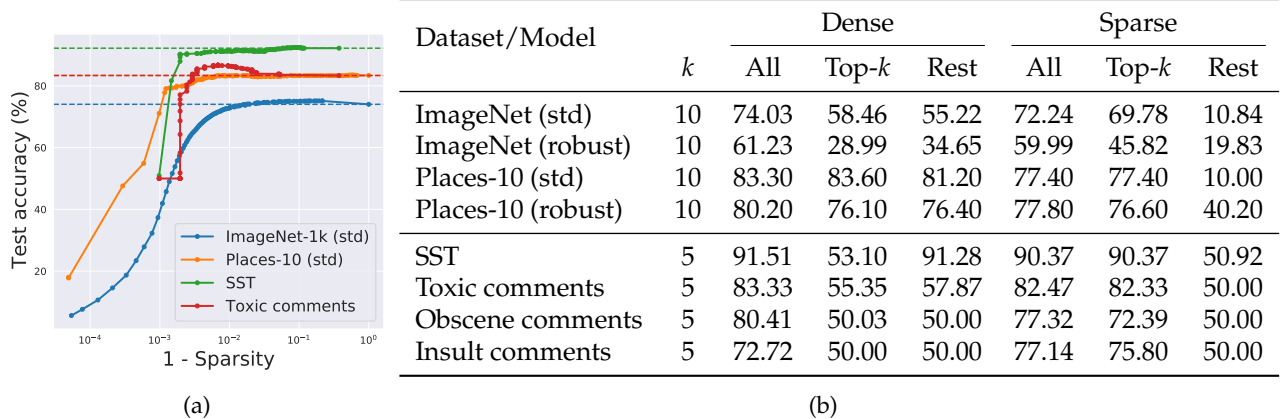 Test accuracy (%)
80
60
40
20
10⁻⁴ 10⁻³ 10⁻² 10⁻¹ 10⁰
1 - Sparsity
ImageNet-1k (std)
Places-10 (std)
SST
Toxic comments
(a)
Dataset/Model Dense Sparse
k All Top-k Rest All Top-k Rest
ImageNet (std) 10 74.03 58.46 55.22 72.24 69.78 10.84
ImageNet (robust) 10 61.23 28.99 34.65 59.99 45.82 19.83
Places-10 (std) 10 83.30 83.60 81.20 77.40 77.40 10.00
Places-10 (robust) 10 80.20 76.10 76.40 77.80 76.60 40.20
SST 5 91.51 53.10 91.28 90.37 90.37 50.92
Toxic comments 5 83.33 55.35 57.87 82.47 82.33 50.00
Obscene comments 5 80.41 50.03 50.00 77.32 72.39 50.00
Insult comments 5 72.72 50.00 50.00 77.14 75.80 50.00
(b)